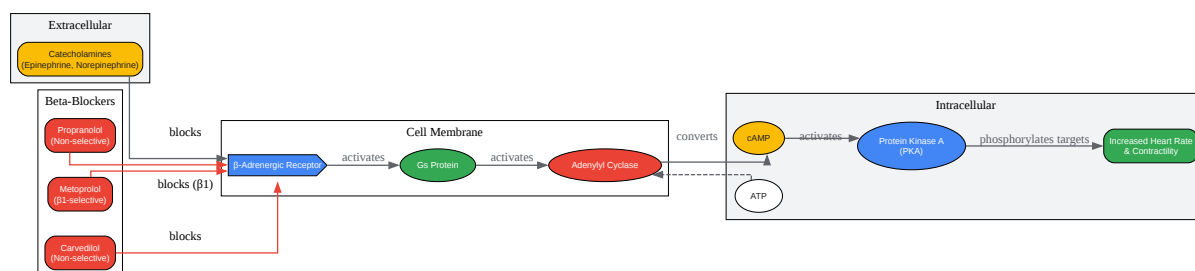 Extracellular
Catecholamines
(Epinephrine, Norepinephrine)
Beta-Blockers
Propranolol
(Non-selective)
Metoprolol
(β1-selective)
Carvedilol
(Non-selective)
blocks
blocks (β1)
blocks
Cell Membrane
β-Adrenergic Receptor
activates
Gs Protein
activates
Adenylyl Cyclase
converts
Intracellular
cAMP
ATP
activates
Protein Kinase A
(PKA)
phosphorylates targets
Increased Heart Rate
& Contractility